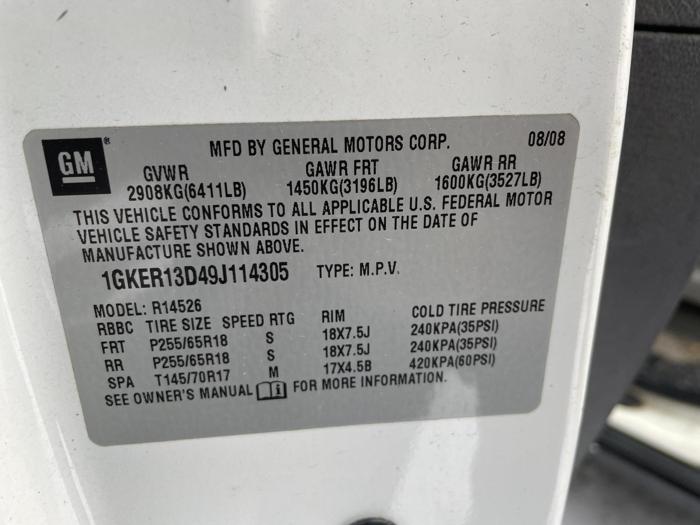 GM®
MFD BY GENERAL MOTORS CORP. 08/08
GVWR GAWR FRT GAWR RR
2908KG(6411LB) 1450KG(3196LB) 1600KG(3527LB)
THIS VEHICLE CONFORMS TO ALL APPLICABLE U.S. FEDERAL MOTOR
VEHICLE SAFETY STANDARDS IN EFFECT ON THE DATE OF
MANUFACTURE SHOWN ABOVE.
1GKER13D49J114305 TYPE: M.P.V.
MODEL: R14526
RBBC TIRE SIZE SPEED RTG RIM COLD TIRE PRESSURE
FRT P255/65R18 S 18X7.5J 240KPA(35PSI)
RR P255/65R18 S 18X7.5J 240KPA(35PSI)
SPA T145/70R17 M 17X4.5B 420KPA(60PSI)
SEE OWNER'S MANUAL FOR MORE INFORMATION.